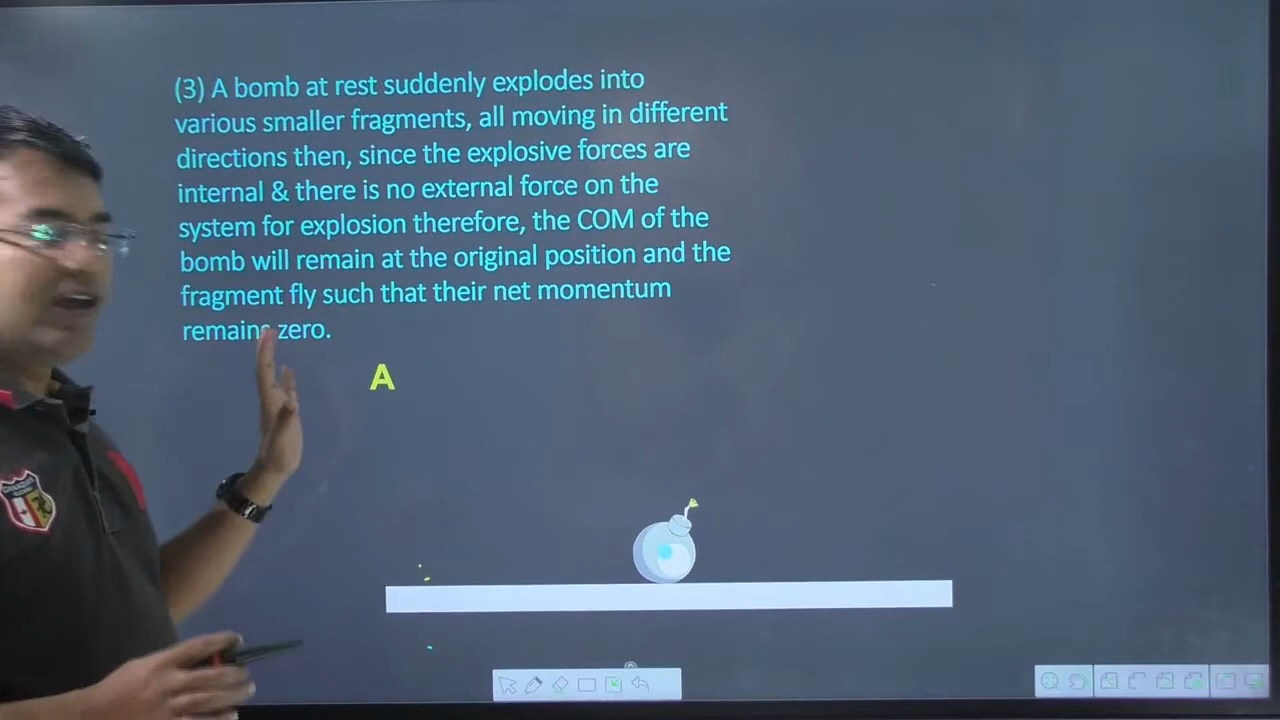 (3) A bomb at rest suddenly explodes into
various smaller fragments, all moving in different
directions then, since the explosive forces are
internal & there is no external force on the
system for explosion therefore, the COM of the
bomb will remain at the original position and the
fragment fly such that their net momentum
remains zero.
A